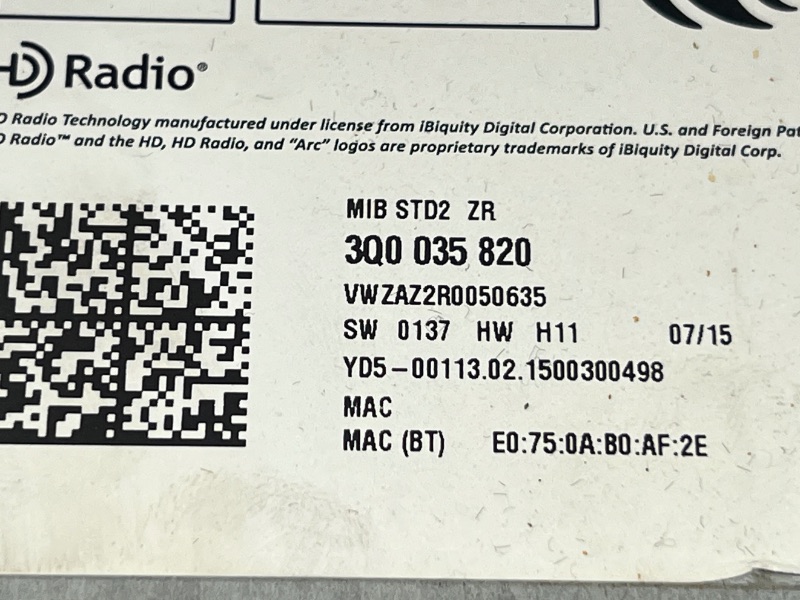 HD Radio®
D Radio Technology manufactured under license from iBiquity Digital Corporation. U.S. and Foreign Pat
D Radio™ and the HD, HD Radio, and “Arc” logos are proprietary trademarks of iBiquity Digital Corp.
MIB STD2 ZR
3Q0 035 820
VWZAZ2R0050635
SW 0137 HW H11 07/15
YD5-00113.02.1500300498
MAC
MAC (BT) E0:75:0A:B0:AF:2E